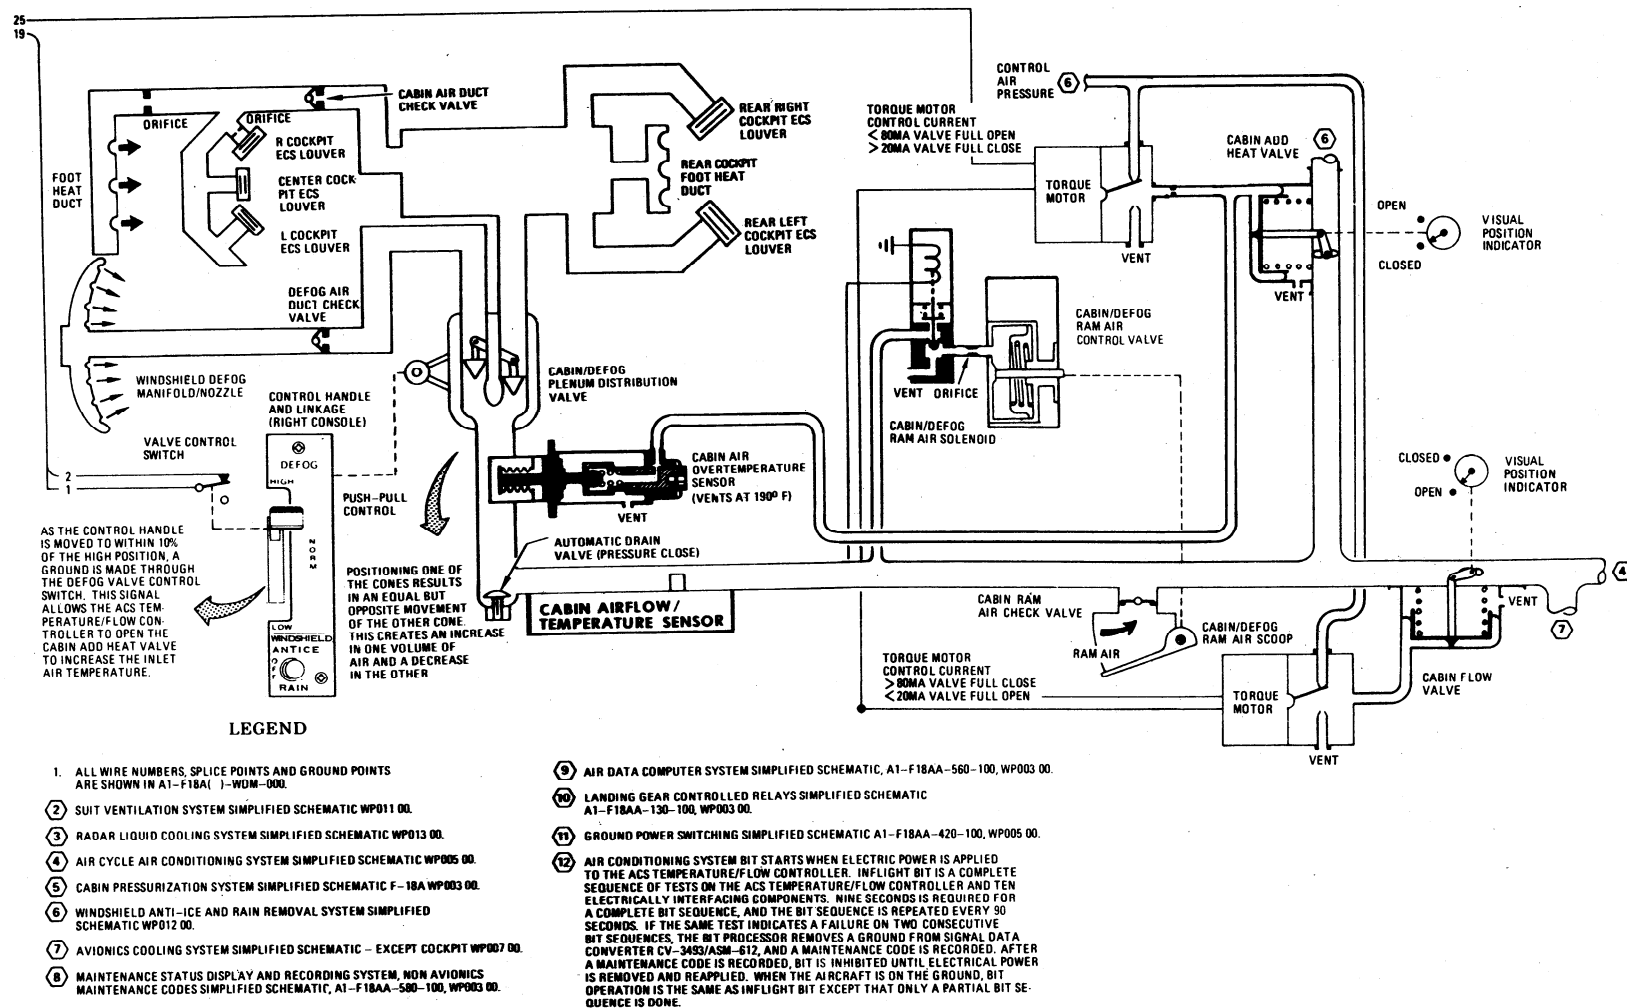 25
19
CABIN AIR DUCT
CHECK VALVE
ORIFICE
ORIFICE
R COCKPIT
ECS LOUVER
FOOT
HEAT
DUCT
CENTER COCK
PIT ECS
LOUVER
L COCKPIT
ECS LOUVER
REAR RIGHT
COCKPIT ECS
LOUVER
REAR COCKPIT
FOOT HEAT
DUCT
REAR LEFT
COCKPIT ECS
LOUVER
CONTROL
AIR
PRESSURE
6
TORQUE MOTOR
CONTROL CURRENT
< 80MA VALVE FULL OPEN
> 20MA VALVE FULL CLOSE
TORQUE
MOTOR
VENT
CABIN ADD
HEAT VALVE
6
OPEN
CLOSED
VISUAL
POSITION
INDICATOR
VENT
DEFOG AIR
DUCT CHECK
VALVE
WINDSHIELD DEFOG
MANIFOLD/NOZZLE
CONTROL HANDLE
AND LINKAGE
(RIGHT CONSOLE)
CABIN/DEFOG
PLENUM DISTRIBUTION
VALVE
CABIN/DEFOG
RAM AIR
CONTROL VALVE
VENT
ORIFICE
CABIN/DEFOG
RAM AIR SOLENOID
VALVE CONTROL
SWITCH
2
1
DEFOG
HIGH
NORM
LOW
WINDSHIELD
ANTICE
OFF
RAIN
PUSH-PULL
CONTROL
CABIN AIR
OVERTEMPERATURE
SENSOR
(VENTS AT 190º F)
VENT
AUTOMATIC DRAIN
VALVE (PRESSURE CLOSE)
CLOSED
OPEN
VISUAL
POSITION
INDICATOR
AS THE CONTROL HANDLE
IS MOVED TO WITHIN 10%
OF THE HIGH POSITION, A
GROUND IS MADE THROUGH
THE DEFOG VALVE CONTROL
SWITCH. THIS SIGNAL
ALLOWS THE ACS TEM-
PERATURE/FLOW CON-
TROLLER TO OPEN THE
CABIN ADD HEAT VALVE
TO INCREASE THE INLET
AIR TEMPERATURE.
POSITIONING ONE OF
THE CONES RESULTS
IN AN EQUAL BUT
OPPOSITE MOVEMENT
OF THE OTHER CONE.
THIS CREATES AN INCREASE
IN ONE VOLUME OF
AIR AND A DECREASE
IN THE OTHER
CABIN AIRFLOW/
TEMPERATURE SENSOR
CABIN RAM
AIR CHECK VALVE
RAM AIR
CABIN/DEFOG
RAM AIR SCOOP
4
VENT
7
TORQUE MOTOR
CONTROL CURRENT
> 80MA VALVE FULL CLOSE
< 20MA VALVE FULL OPEN
TORQUE
MOTOR
VENT
CABIN FLOW
VALVE
LEGEND
1. ALL WIRE NUMBERS, SPLICE POINTS AND GROUND POINTS
ARE SHOWN IN A1-F18A( )-WDM-000.
2 SUIT VENTILATION SYSTEM SIMPLIFIED SCHEMATIC WP011 00.
3 RADAR LIQUID COOLING SYSTEM SIMPLIFIED SCHEMATIC WP013 00.
4 AIR CYCLE AIR CONDITIONING SYSTEM SIMPLIFIED SCHEMATIC WP005 00.
5 CABIN PRESSURIZATION SYSTEM SIMPLIFIED SCHEMATIC F-18A WP003 00.
6 WINDSHIELD ANTI-ICE AND RAIN REMOVAL SYSTEM SIMPLIFIED
SCHEMATIC WP012 00.
7 AVIONICS COOLING SYSTEM SIMPLIFIED SCHEMATIC - EXCEPT COCKPIT WP007 00.
8 MAINTENANCE STATUS DISPLAY AND RECORDING SYSTEM, NON AVIONICS
MAINTENANCE CODES SIMPLIFIED SCHEMATIC, A1-F18AA-580-100, WP003 00.
9 AIR DATA COMPUTER SYSTEM SIMPLIFIED SCHEMATIC, A1-F18AA-560-100, WP003 00.
10 LANDING GEAR CONTROLLED RELAYS SIMPLIFIED SCHEMATIC
A1-F18AA-130-100, WP003 00.
11 GROUND POWER SWITCHING SIMPLIFIED SCHEMATIC A1-F18AA-420-100, WP005 00.
12 AIR CONDITIONING SYSTEM BIT STARTS WHEN ELECTRIC POWER IS APPLIED
TO THE ACS TEMPERATURE/FLOW CONTROLLER. INFLIGHT BIT IS A COMPLETE
SEQUENCE OF TESTS ON THE ACS TEMPERATURE/FLOW CONTROLLER AND TEN
ELECTRICALLY INTERFACING COMPONENTS. NINE SECONDS IS REQUIRED FOR
A COMPLETE BIT SEQUENCE, AND THE BIT SEQUENCE IS REPEATED EVERY 90
SECONDS. IF THE SAME TEST INDICATES A FAILURE ON TWO CONSECUTIVE
BIT SEQUENCES, THE BIT PROCESSOR REMOVES A GROUND FROM SIGNAL DATA
CONVERTER CV-3493/ASM-612, AND A MAINTENANCE CODE IS RECORDED. AFTER
A MAINTENANCE CODE IS RECORDED, BIT IS INHIBITED UNTIL ELECTRICAL POWER
IS REMOVED AND REAPPLIED. WHEN THE AIRCRAFT IS ON THE GROUND, BIT
OPERATION IS THE SAME AS INFLIGHT BIT EXCEPT THAT ONLY A PARTIAL BIT SE-
QUENCE IS DONE.